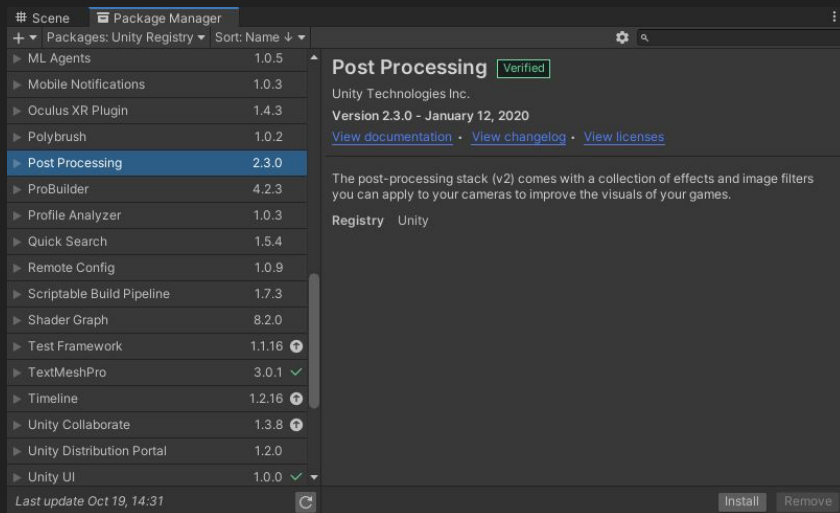 Scene
Package Manager
Packages: Unity Registry
Sort: Name ↓
ML Agents 1.0.5
Mobile Notifications 1.0.3
Oculus XR Plugin 1.4.3
Polybrush 1.0.2
Post Processing 2.3.0
ProBuilder 4.2.3
Profile Analyzer 1.0.3
Quick Search 1.5.4
Remote Config 1.0.9
Scriptable Build Pipeline 1.7.3
Shader Graph 8.2.0
Test Framework 1.1.16
TextMeshPro 3.0.1
Timeline 1.2.16
Unity Collaborate 1.3.8
Unity Distribution Portal 1.2.0
Unity UI 1.0.0
Last update Oct 19, 14:31
Post Processing Verified
Unity Technologies Inc.
Version 2.3.0 - January 12, 2020
View documentation • View changelog • View licenses
The post-processing stack (v2) comes with a collection of effects and image filters
you can apply to your cameras to improve the visuals of your games.
Registry Unity
Install
Remove